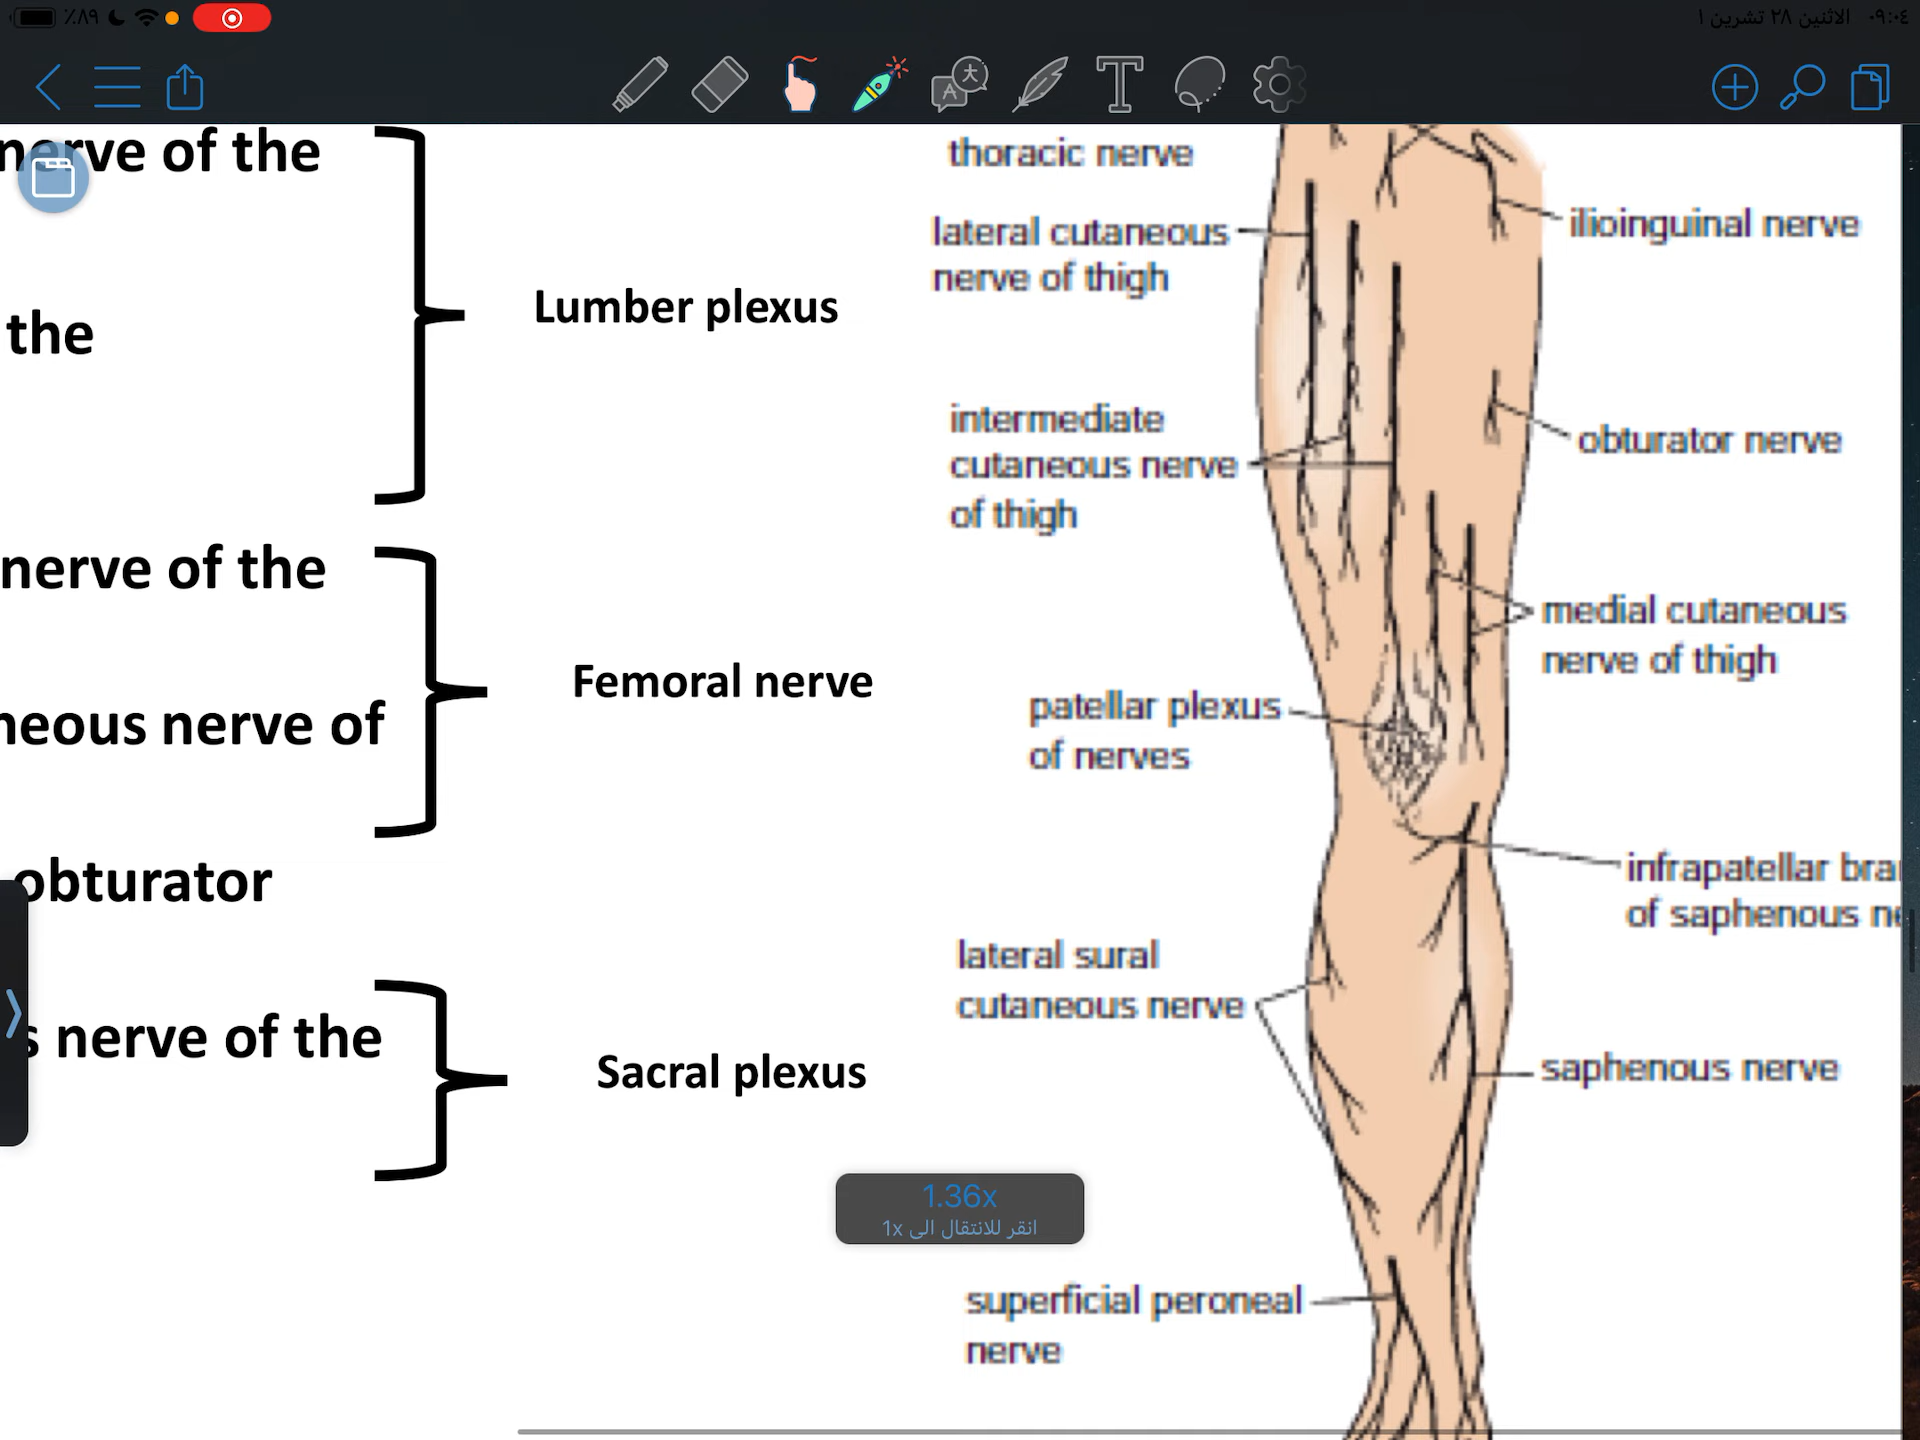 ٪٨٩
٠٩:٠٤ الاثنين ٢٨ تشرين ١
nerve of the
the
nerve of the
neous nerve of
obturator
s nerve of the
Lumber plexus
Femoral nerve
Sacral plexus
thoracic nerve
lateral cutaneous
nerve of thigh
intermediate
cutaneous nerve
of thigh
patellar plexus
of nerves
lateral sural
cutaneous nerve
superficial peroneal
nerve
ilioinguinal nerve
obturator nerve
medial cutaneous
nerve of thigh
infrapatellar bra
of saphenous ne
saphenous nerve
1.36x
انقر للانتقال الى 1x